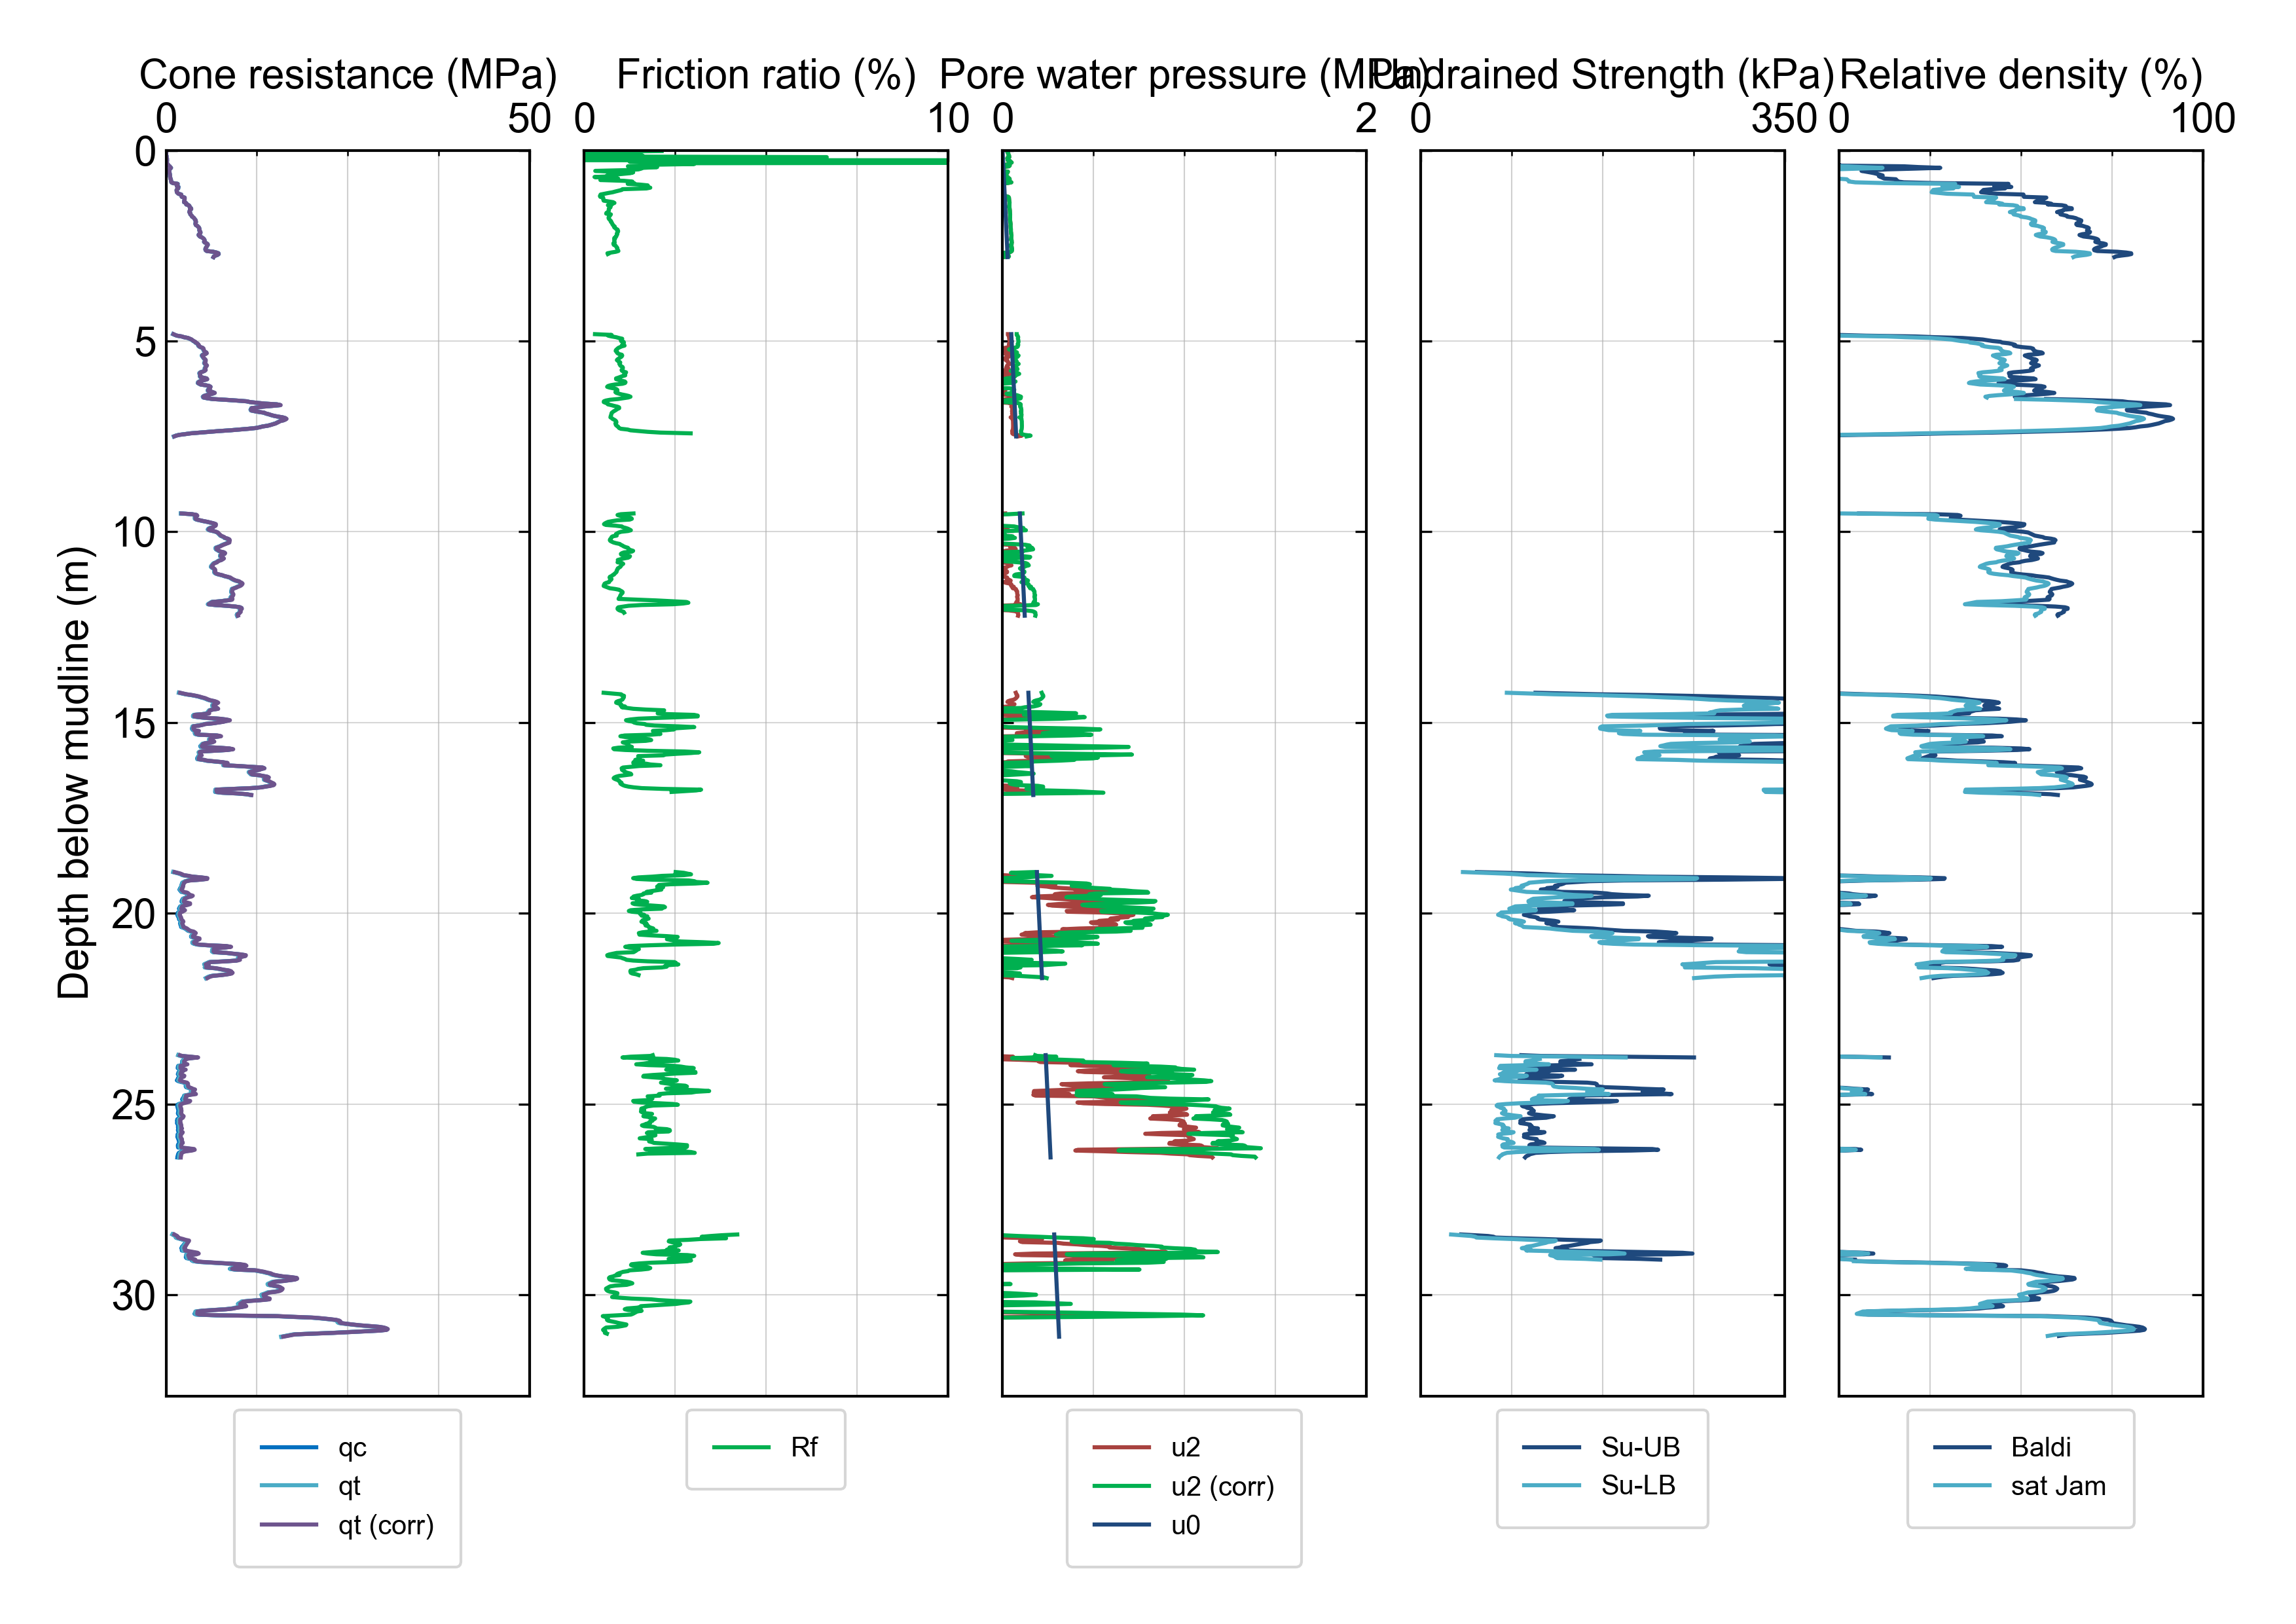 Cone resistance (MPa)
Friction ratio (%)
Pore water pressure (MPa)
Undrained Strength (kPa)
Relative density (%)
0 50
0 10
0 2
0 350
0 100
Depth below mudline (m)
0
5
10
15
20
25
30
qc
qt
qt (corr)
Rf
u2
u2 (corr)
u0
Su-UB
Su-LB
Baldi
sat Jam